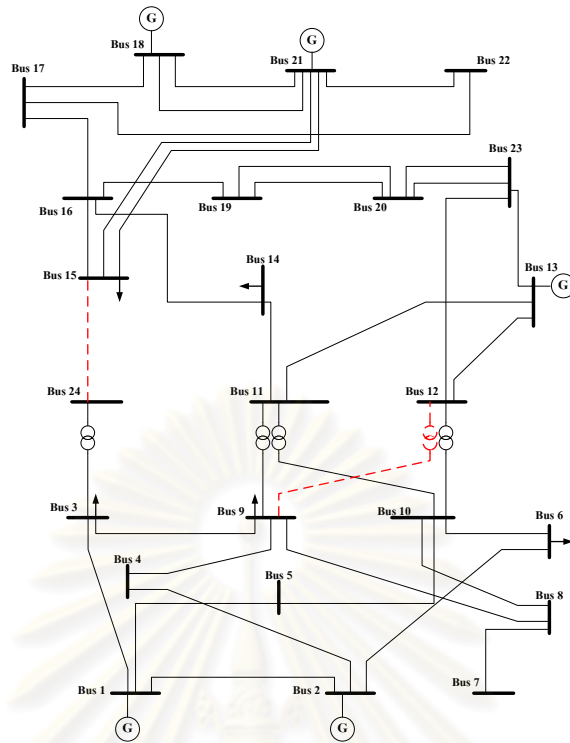 G
G
Bus 18
Bus 21
Bus 22
Bus 17
Bus 23
Bus 16
Bus 19
Bus 20
Bus 14
Bus 15
Bus 13
G
Bus 24
Bus 11
Bus 12
Bus 3
Bus 9
Bus 10
Bus 6
Bus 4
Bus 5
Bus 8
Bus 7
Bus 1
Bus 2
G
G